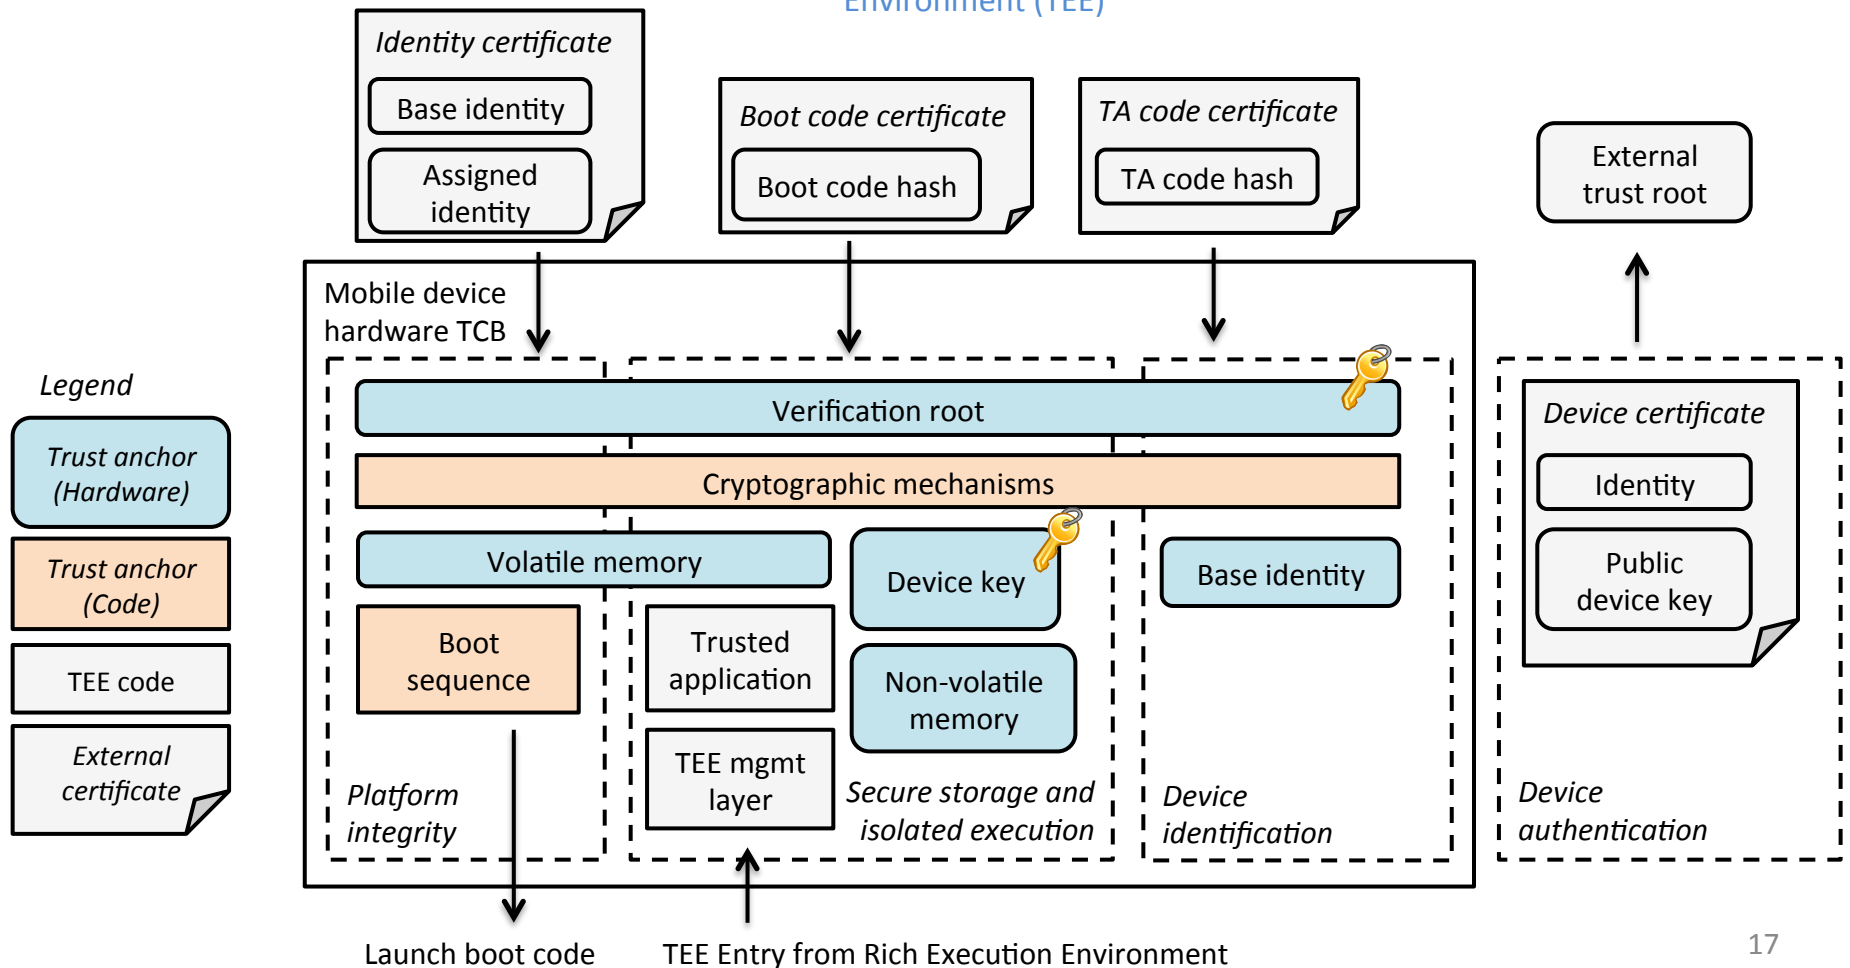 Environment (TEE)
Identity certificate
Base identity
Assigned
identity
Boot code certificate
Boot code hash
TA code certificate
TA code hash
External
trust root
Mobile device
hardware TCB
Legend
Trust anchor
(Hardware)
Trust anchor
(Code)
TEE code
External
certificate
Verification root
Cryptographic mechanisms
Volatile memory
Device key
Base identity
Boot
sequence
Trusted
application
Non-volatile
memory
TEE mgmt
layer
Platform
integrity
Secure storage and
isolated execution
Device
identification
Device certificate
Identity
Public
device key
Device
authentication
Launch boot code
TEE Entry from Rich Execution Environment
17